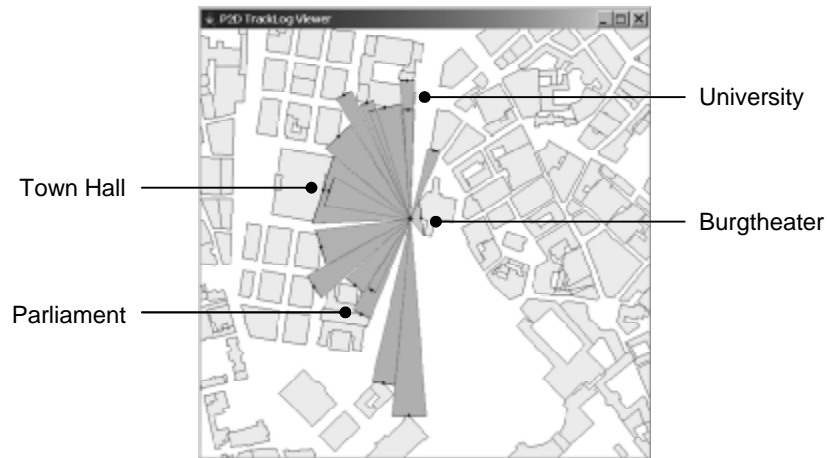 P2D TrackLog Viewer
University
Town Hall
Burgtheater
Parliament